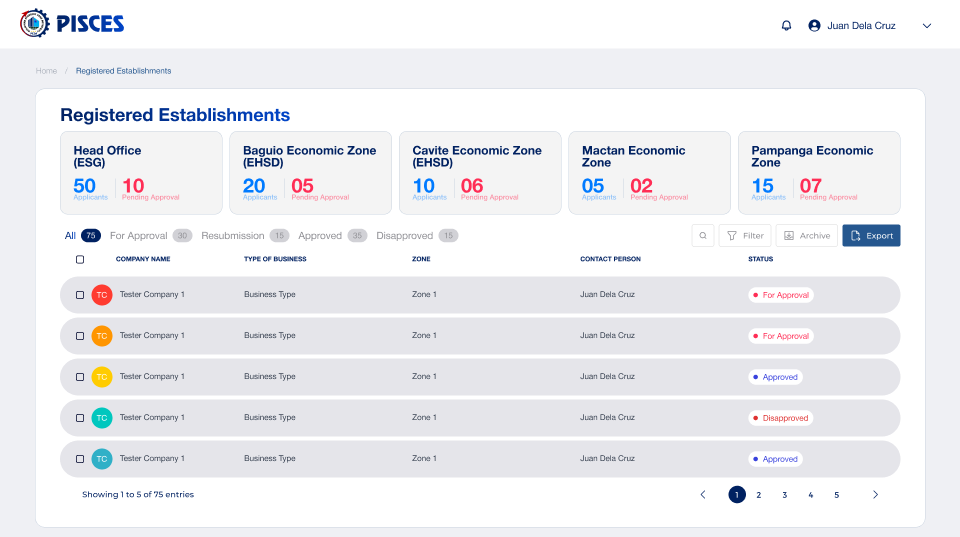 PISCES
Juan Dela Cruz
Home / Registered Establishments
Registered Establishments
Head Office
(ESG)
50 Applicants
10 Pending Approval
Baguio Economic Zone
(EHSD)
20 Applicants
05 Pending Approval
Cavite Economic Zone
(EHSD)
10 Applicants
06 Pending Approval
Mactan Economic
Zone
05 Applicants
02 Pending Approval
Pampanga Economic
Zone
15 Applicants
07 Pending Approval
All 75 For Approval 30 Resubmission 15 Approved 35 Disapproved 15
Filter Archive Export
COMPANY NAME TYPE OF BUSINESS ZONE CONTACT PERSON STATUS
TC Tester Company 1 Business Type Zone 1 Juan Dela Cruz For Approval
TC Tester Company 1 Business Type Zone 1 Juan Dela Cruz For Approval
TC Tester Company 1 Business Type Zone 1 Juan Dela Cruz Approved
TC Tester Company 1 Business Type Zone 1 Juan Dela Cruz Disapproved
TC Tester Company 1 Business Type Zone 1 Juan Dela Cruz Approved
Showing 1 to 5 of 75 entries
1 2 3 4 5